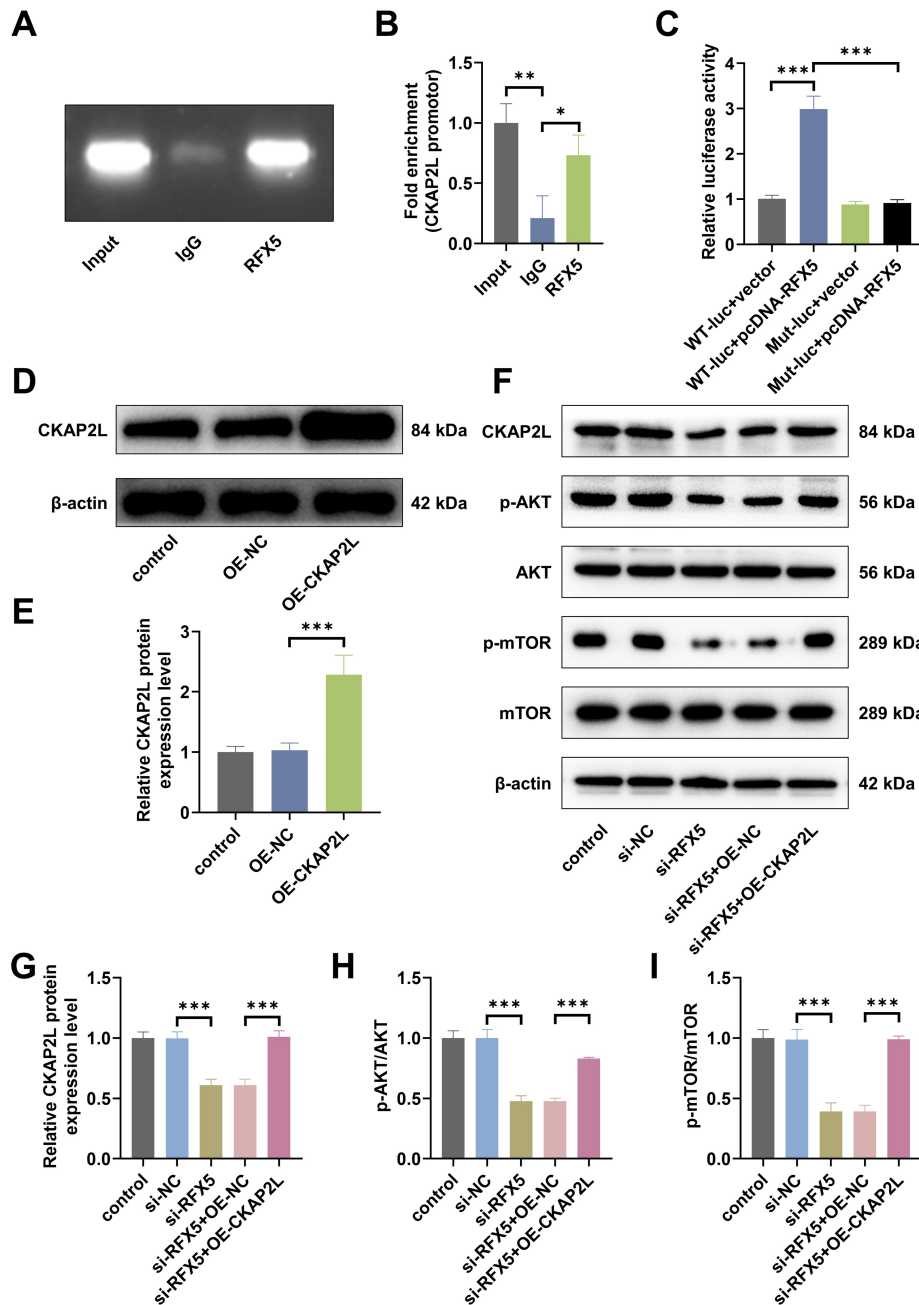 A
Input
IgG
RFX5
B
Fold enrichment
(CKAP2L promotor)
1.5
1.0
0.5
0.0
**
*
Input
IgG
RFX5
C
Relative luciferase activity
4
3
2
1
0
***
***
WT-luc+vector
WT-luc+pcDNA-RFX5
Mut-luc+vector
Mut-luc+pcDNA-RFX5
D
CKAP2L
84 kDa
β-actin
42 kDa
control
OE-NC
OE-CKAP2L
E
Relative CKAP2L protein
expression level
3
2
1
0
***
control
OE-NC
OE-CKAP2L
F
CKAP2L
84 kDa
p-AKT
56 kDa
AKT
56 kDa
p-mTOR
289 kDa
mTOR
289 kDa
β-actin
42 kDa
control
si-NC
si-RFX5
si-RFX5+OE-NC
si-RFX5+OE-CKAP2L
G
Relative CKAP2L protein
expression level
1.5
1.0
0.5
0.0
***
***
control
si-NC
si-RFX5
si-RFX5+OE-NC
si-RFX5+OE-CKAP2L
H
p-AKT/AKT
1.5
1.0
0.5
0.0
***
***
control
si-NC
si-RFX5
si-RFX5+OE-NC
si-RFX5+OE-CKAP2L
I
p-mTOR/mTOR
1.5
1.0
0.5
0.0
***
***
control
si-NC
si-RFX5
si-RFX5+OE-NC
si-RFX5+OE-CKAP2L